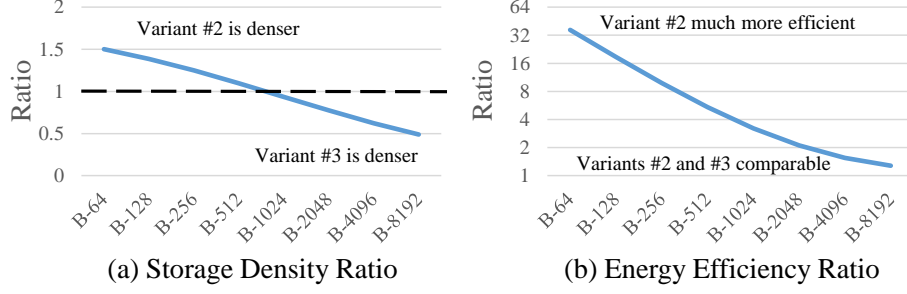 2
1.5
1
0.5
0
Ratio
Variant #2 is denser
Variant #3 is denser
B-64
B-128
B-256
B-512
B-1024
B-2048
B-4096
B-8192
(a) Storage Density Ratio
64
32
16
8
4
2
1
Ratio
Variant #2 much more efficient
Variants #2 and #3 comparable
B-64
B-128
B-256
B-512
B-1024
B-2048
B-4096
B-8192
(b) Energy Efficiency Ratio